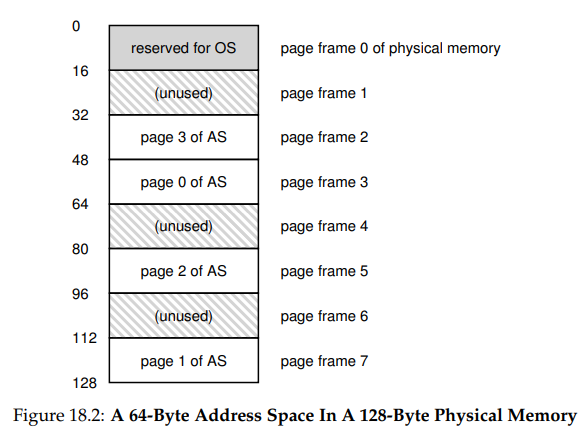 0
reserved for OS page frame 0 of physical memory
16
(unused) page frame 1
32
page 3 of AS page frame 2
48
page 0 of AS page frame 3
64
(unused) page frame 4
80
page 2 of AS page frame 5
96
(unused) page frame 6
112
page 1 of AS page frame 7
128
Figure 18.2: A 64-Byte Address Space In A 128-Byte Physical Memory